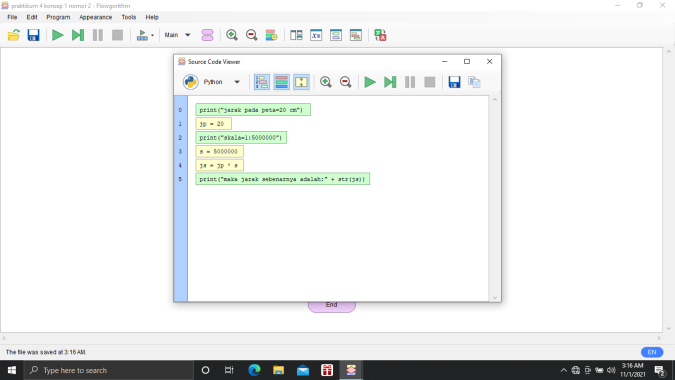 praktikum 4 konsep 1 nomor 2 - Flowgorithm
File Edit Program Appearance Tools Help
Main
Source Code Viewer
Python
0 print("jarak pada peta=20 cm")
1 jp = 20
2 print("skala=1:5000000")
3 s = 5000000
4 js = jp * s
5 print("maka jarak sebenarnya adalah:" + str(js))
End
The file was saved at 3:16 AM.
EN
Type here to search
3:16 AM
11/1/2021
2